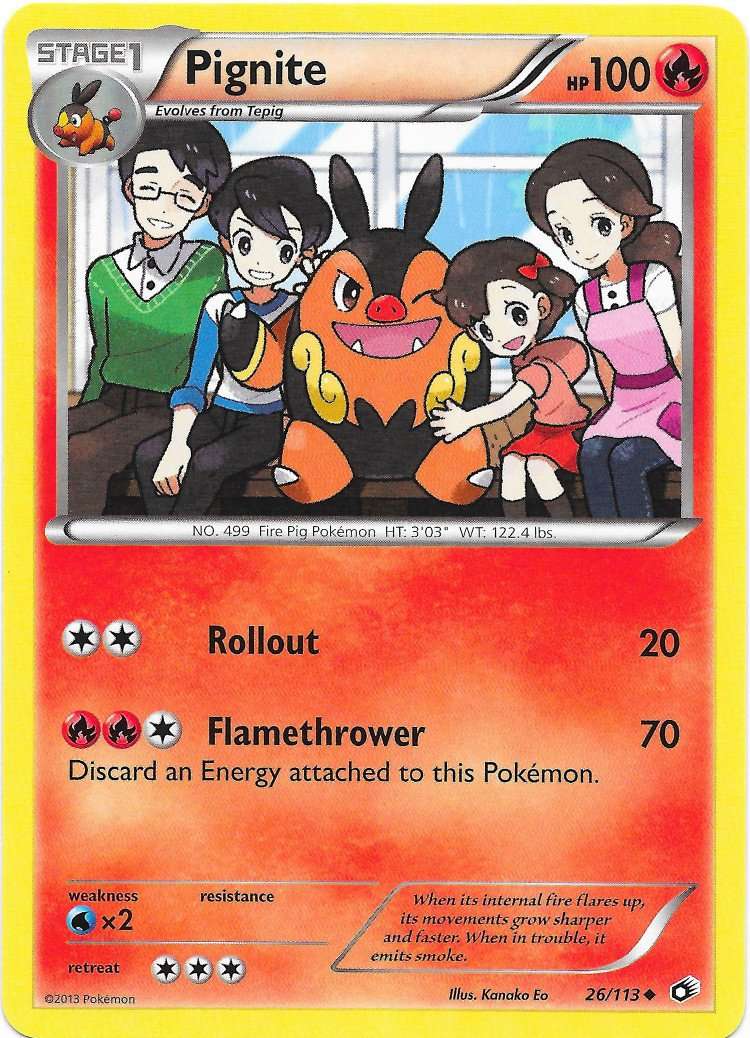 STAGE1
Pignite
HP100
Evolves from Tepig
NO. 499 Fire Pig Pokémon HT: 3'03" WT: 122.4 lbs.
Rollout 20
Flamethrower 70
Discard an Energy attached to this Pokémon.
weakness resistance
×2
When its internal fire flares up,
its movements grow sharper
and faster. When in trouble, it
emits smoke.
retreat
©2013 Pokémon Illus. Kanako Eo 26/113